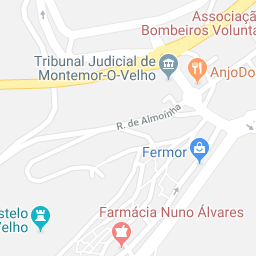 Associaçã
Bombeiros Volunta
Tribunal Judicial de
Montemor-O-Velho
AnjoDo
R. de Almoinha
Fermor
stelo
Velho
Farmácia Nuno Álvares